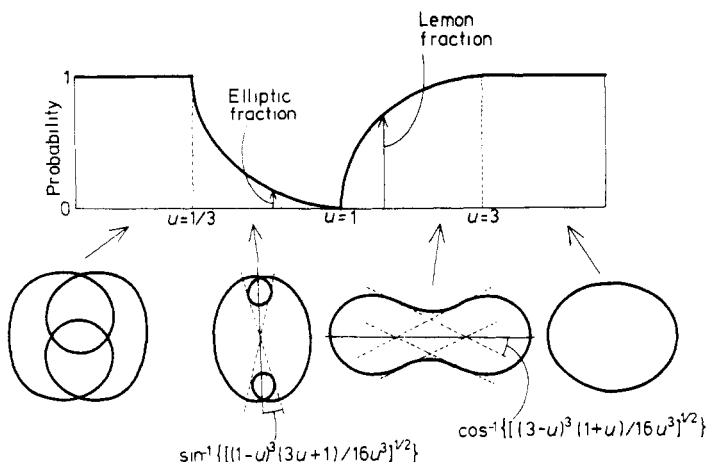 Lemon
fraction
Elliptic
fraction
Probability
1
0
u=1/3
u=1
u=3
sin⁻¹{[(1-u)³(3u+1)/16u³]^{1/2}}
cos⁻¹{[(3-u)³(1+u)/16u³]^{1/2}}